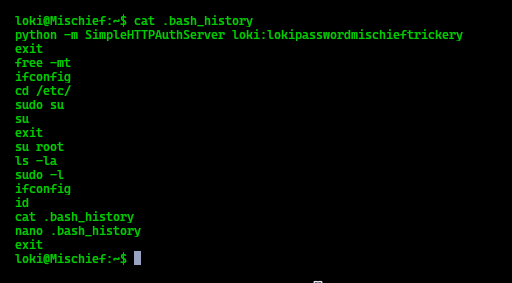 loki@Mischief:~$ cat .bash_history
python -m SimpleHTTPAuthServer loki:lokipasswordmischieftrickery
exit
free -mt
ifconfig
cd /etc/
sudo su
su
exit
su root
ls -la
sudo -l
ifconfig
id
cat .bash_history
nano .bash_history
exit
loki@Mischief:~$